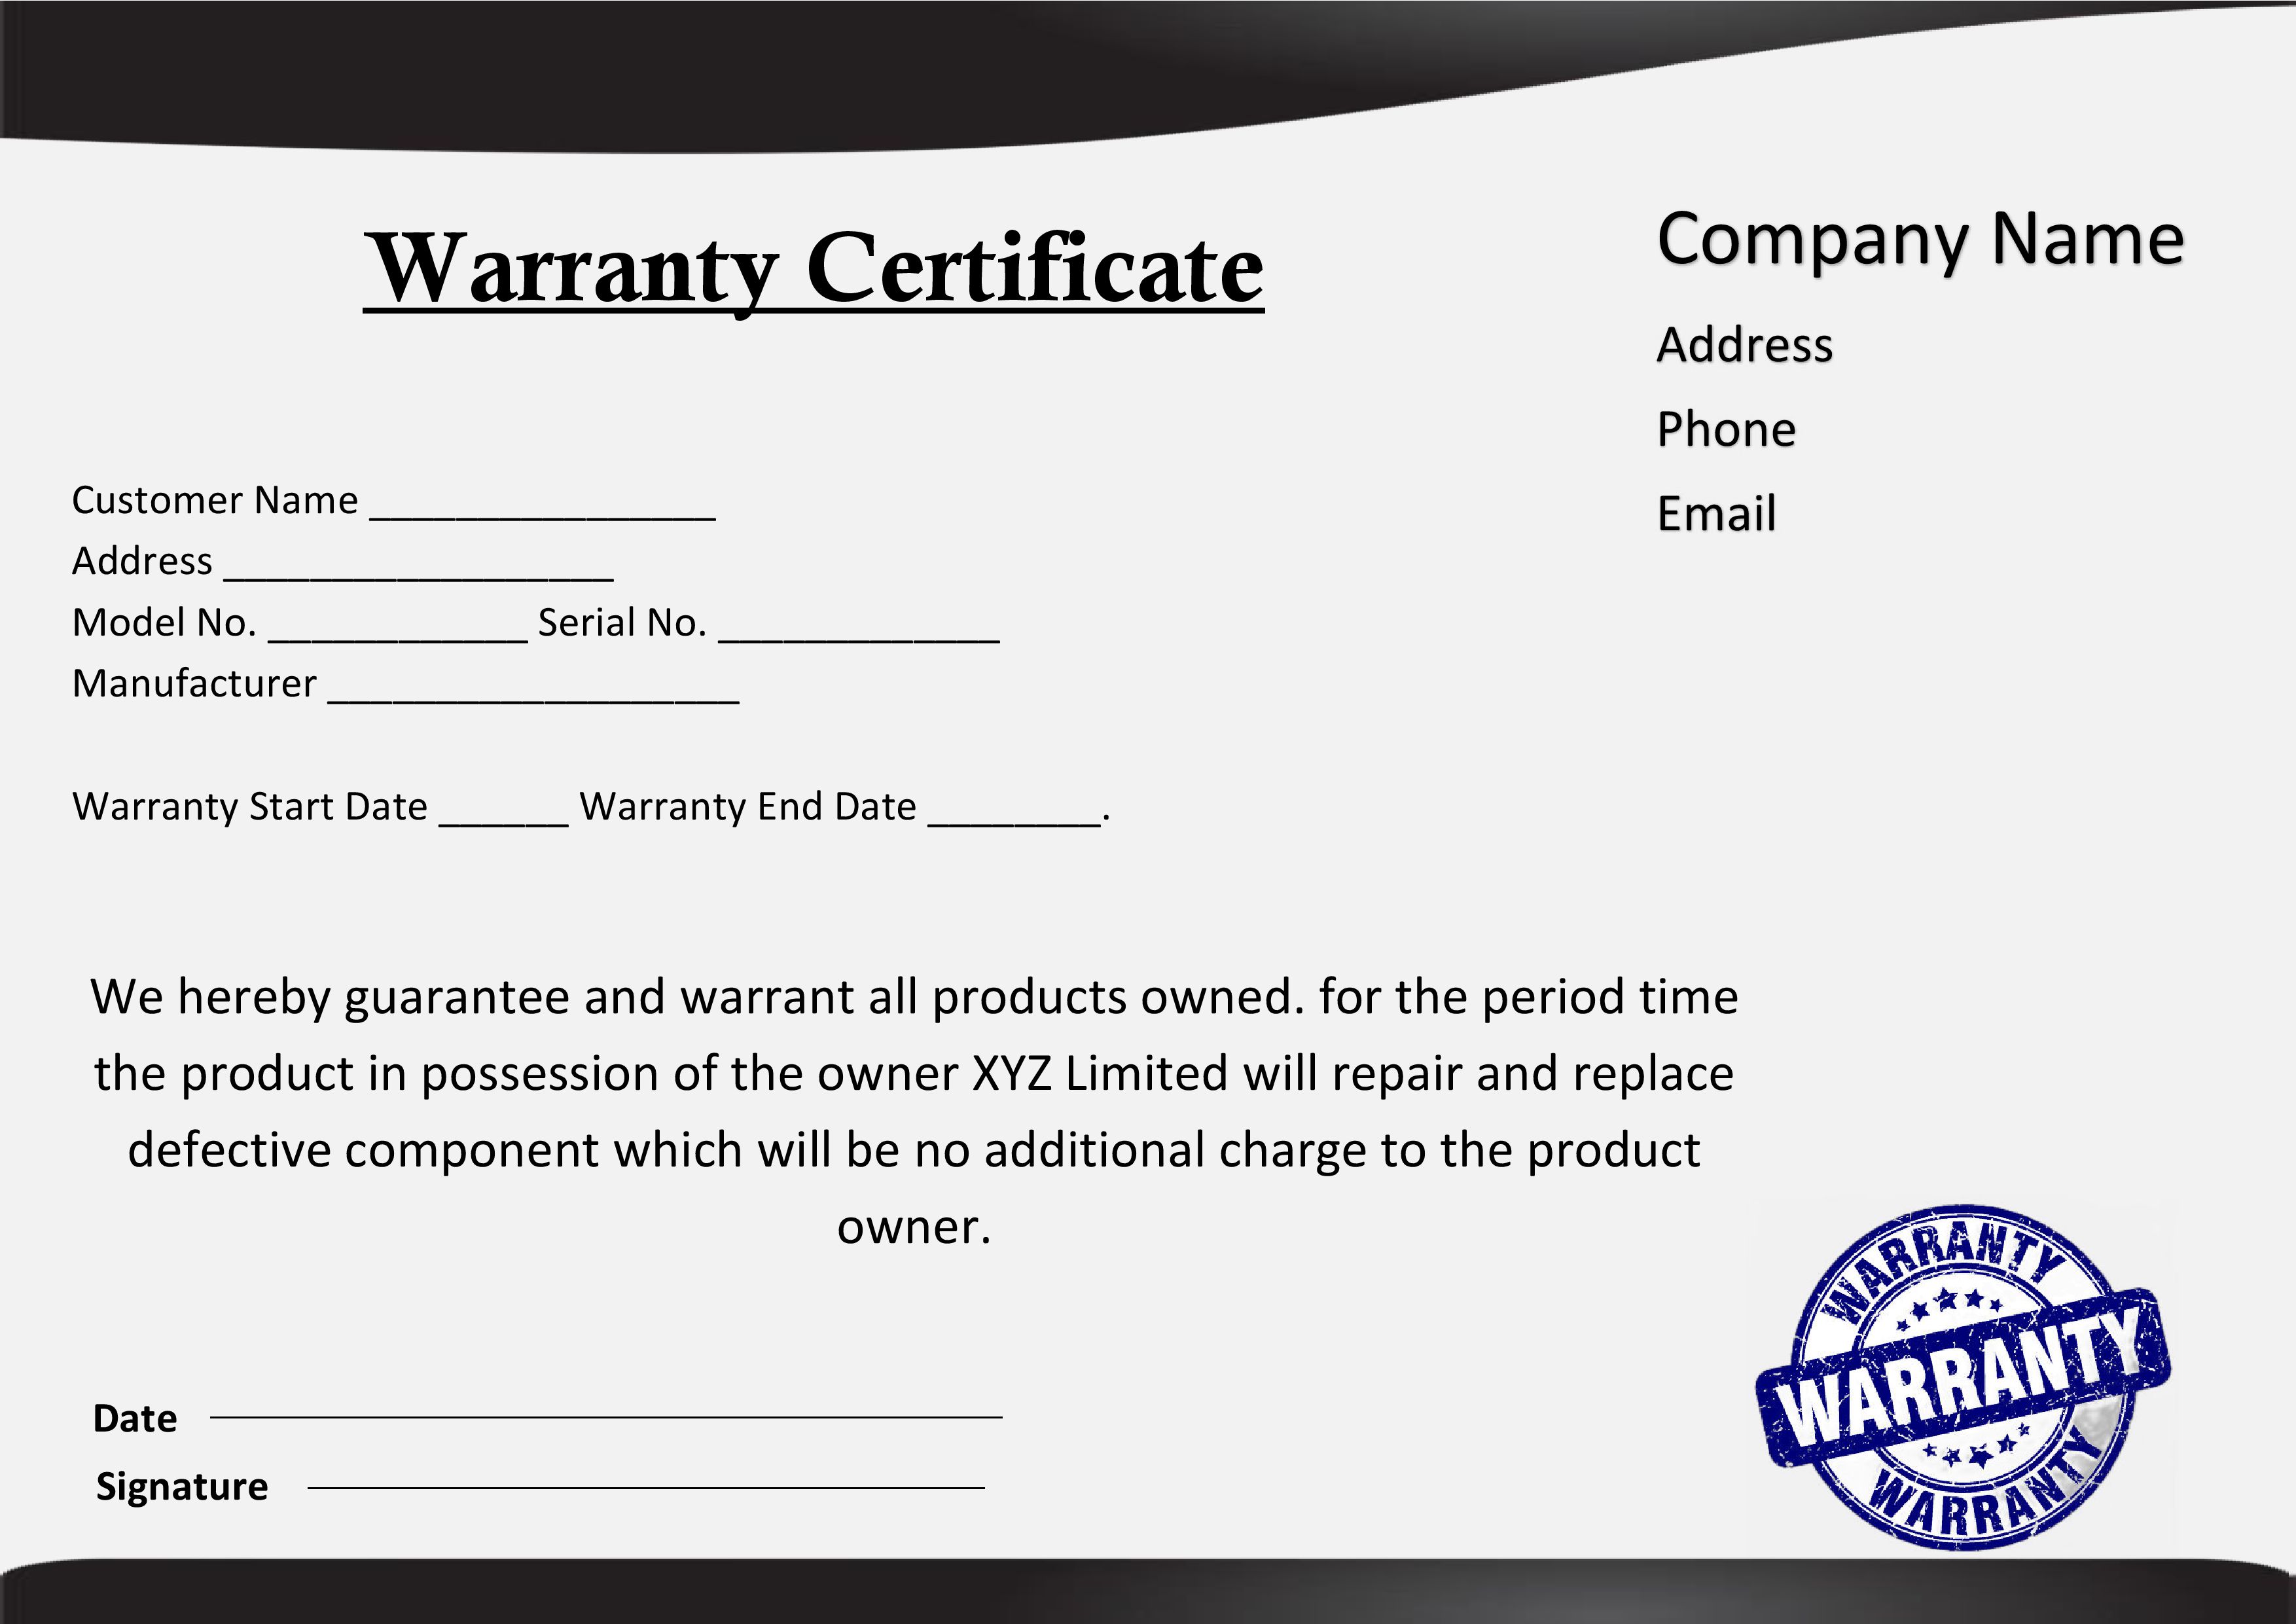 Warranty Certificate
Company Name
Address
Phone
Email
Customer Name ________________
Address __________________
Model No. ____________ Serial No. _____________
Manufacturer ___________________
Warranty Start Date ______ Warranty End Date ________.
We hereby guarantee and warrant all products owned. for the period time
the product in possession of the owner XYZ Limited will repair and replace
defective component which will be no additional charge to the product
owner.
WARRANTY
WARRANTY
WARRANTY
Date
Signature